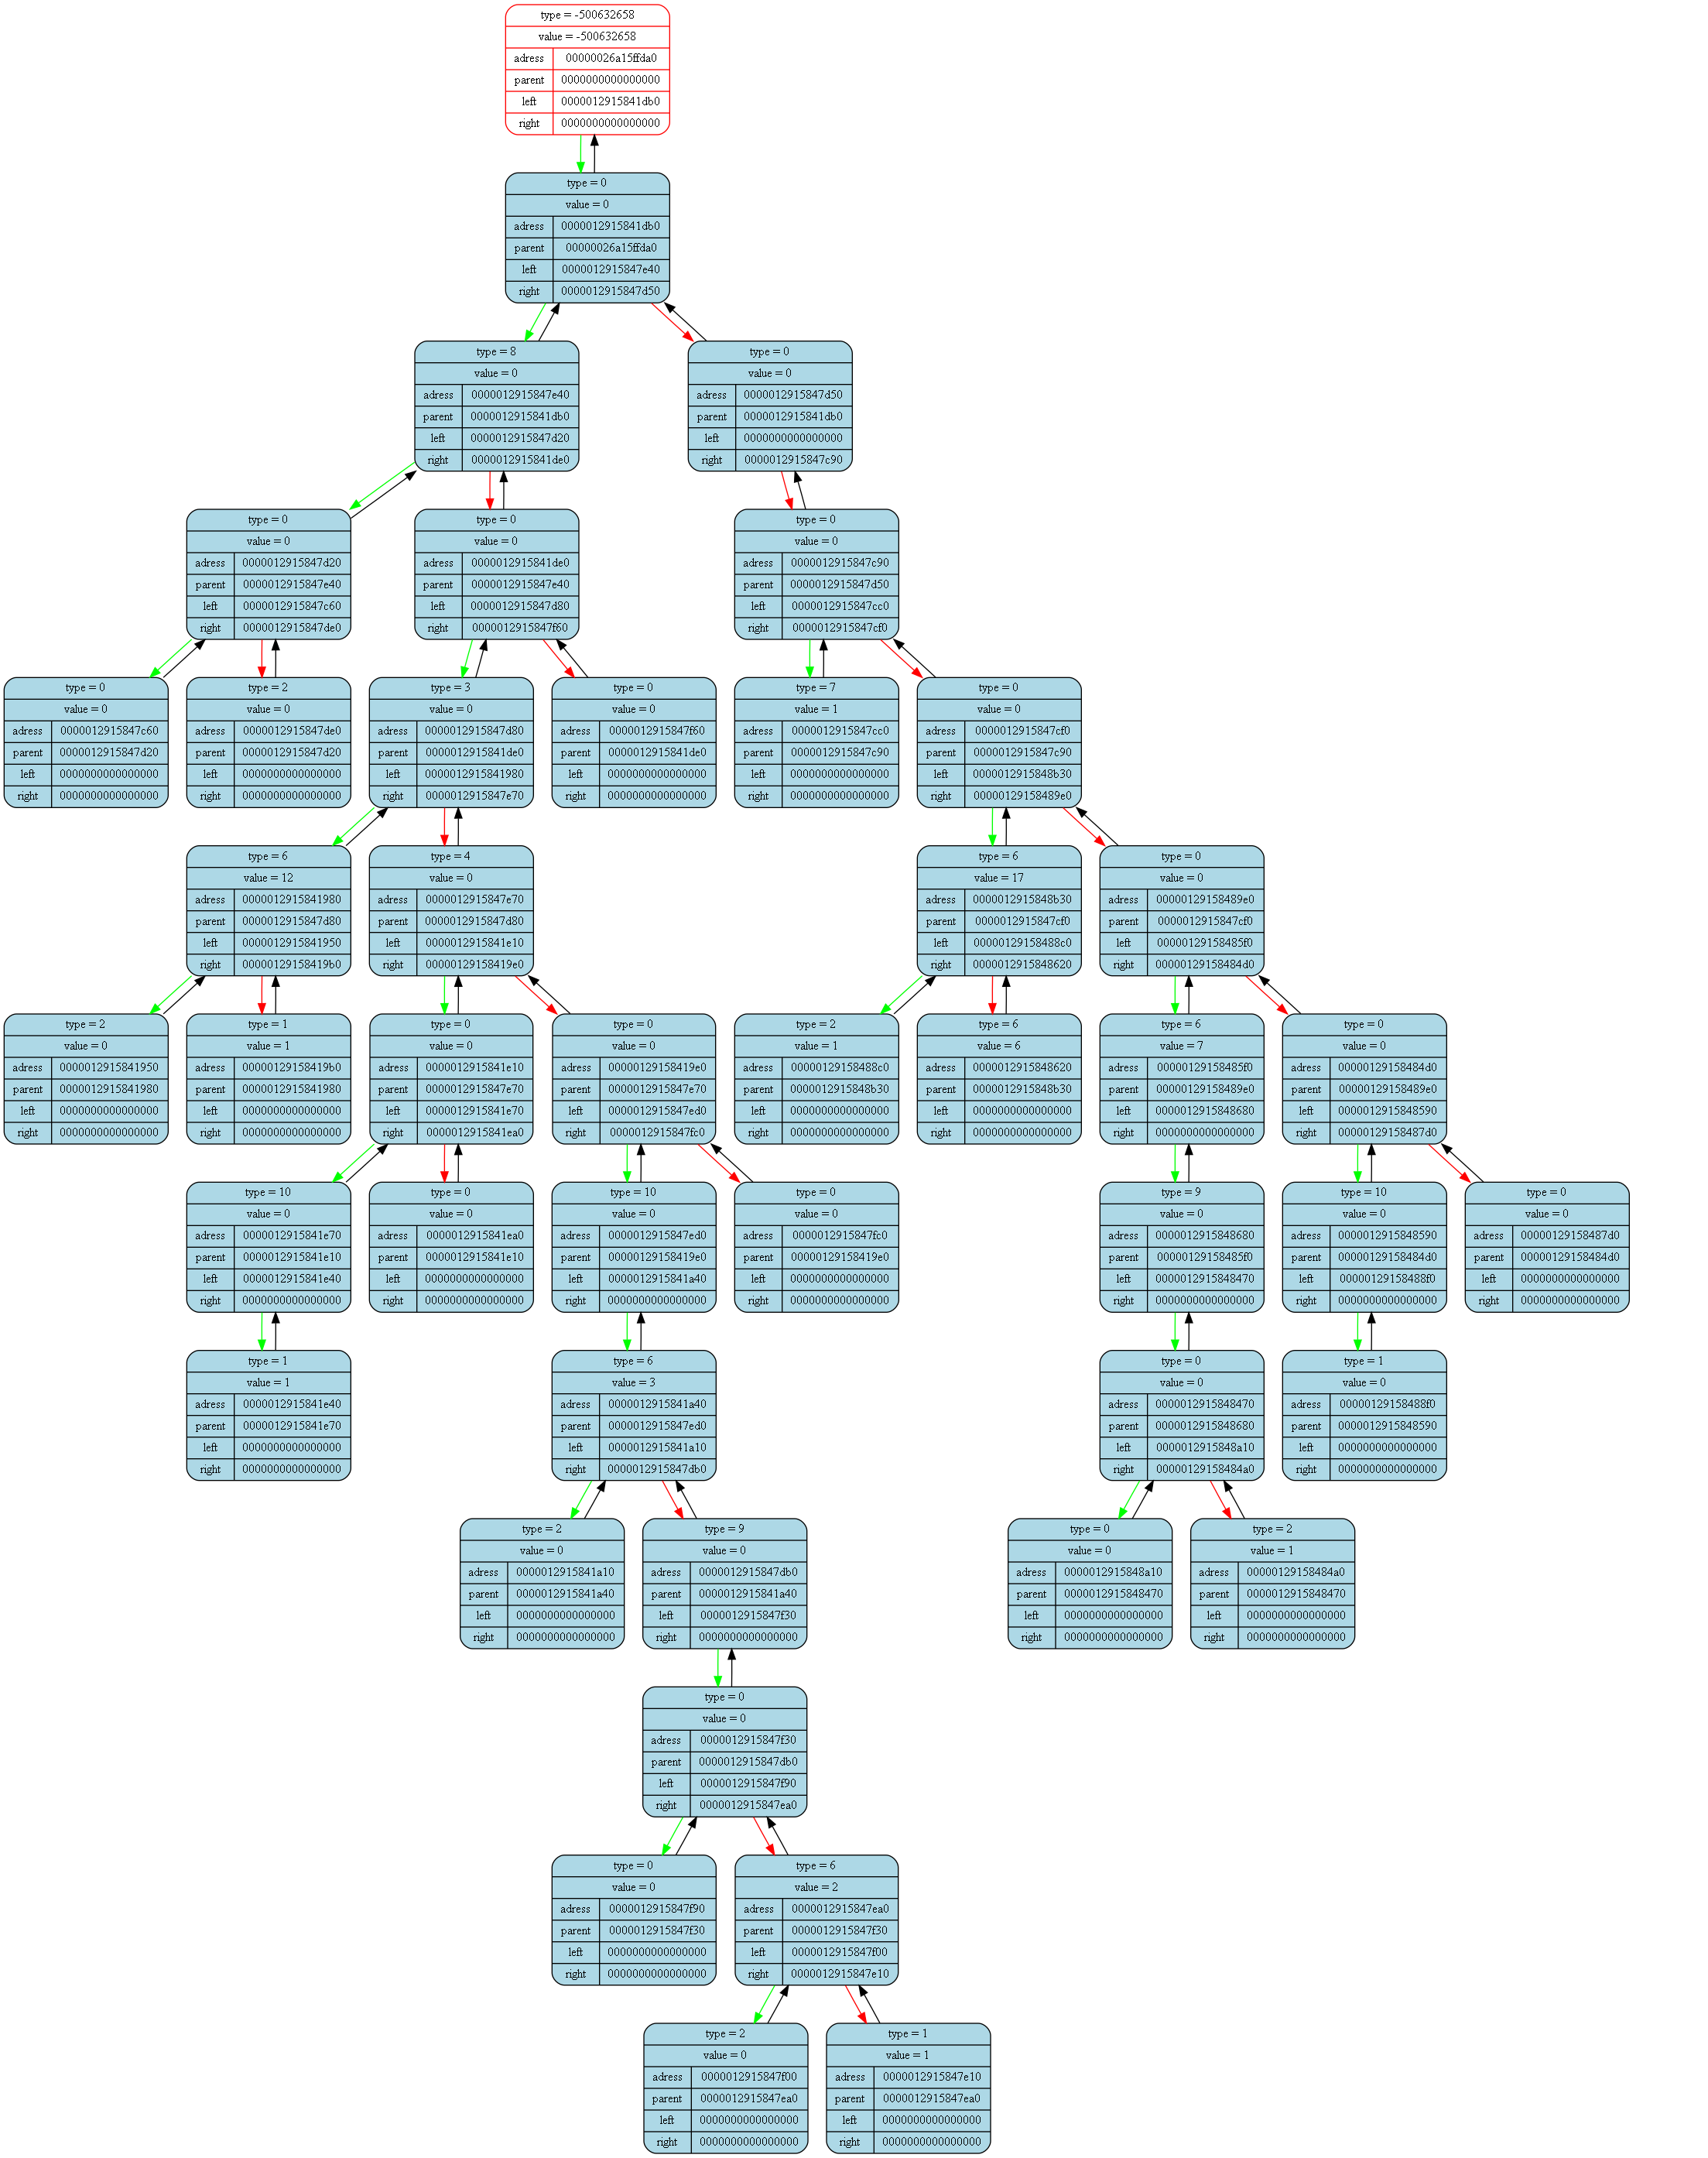 type = -500632658
value = -500632658
adress 00000026a15ffda0
parent 0000000000000000
left 0000012915841db0
right 0000000000000000
type = 0
value = 0
adress 0000012915841db0
parent 00000026a15ffda0
left 0000012915847e40
right 0000012915847d50
type = 8
value = 0
adress 0000012915847e40
parent 0000012915841db0
left 0000012915847d20
right 0000012915841de0
type = 0
value = 0
adress 0000012915847d50
parent 0000012915841db0
left 0000000000000000
right 0000012915847c90
type = 0
value = 0
adress 0000012915847d20
parent 0000012915847e40
left 0000012915847c60
right 0000012915847de0
type = 0
value = 0
adress 0000012915841de0
parent 0000012915847e40
left 0000012915847d80
right 0000012915847f60
type = 0
value = 0
adress 0000012915847c90
parent 0000012915847d50
left 0000012915847cc0
right 0000012915847cf0
type = 0
value = 0
adress 0000012915847c60
parent 0000012915847d20
left 0000000000000000
right 0000000000000000
type = 2
value = 0
adress 0000012915847de0
parent 0000012915847d20
left 0000000000000000
right 0000000000000000
type = 3
value = 0
adress 0000012915847d80
parent 0000012915841de0
left 0000012915841980
right 0000012915847e70
type = 0
value = 0
adress 0000012915847f60
parent 0000012915841de0
left 0000000000000000
right 0000000000000000
type = 7
value = 1
adress 0000012915847cc0
parent 0000012915847c90
left 0000000000000000
right 0000000000000000
type = 0
value = 0
adress 0000012915847cf0
parent 0000012915847c90
left 0000012915848b30
right 00000129158489e0
type = 6
value = 12
adress 0000012915841980
parent 0000012915847d80
left 0000012915841950
right 00000129158419b0
type = 4
value = 0
adress 0000012915847e70
parent 0000012915847d80
left 0000012915841e10
right 00000129158419e0
type = 6
value = 17
adress 0000012915848b30
parent 0000012915847cf0
left 00000129158488c0
right 0000012915848620
type = 0
value = 0
adress 00000129158489e0
parent 0000012915847cf0
left 00000129158485f0
right 00000129158484d0
type = 2
value = 0
adress 0000012915841950
parent 0000012915841980
left 0000000000000000
right 0000000000000000
type = 1
value = 1
adress 00000129158419b0
parent 0000012915841980
left 0000000000000000
right 0000000000000000
type = 0
value = 0
adress 0000012915841e10
parent 0000012915847e70
left 0000012915841e70
right 0000012915841ea0
type = 0
value = 0
adress 00000129158419e0
parent 0000012915847e70
left 0000012915847ed0
right 0000012915847fc0
type = 2
value = 1
adress 00000129158488c0
parent 0000012915848b30
left 0000000000000000
right 0000000000000000
type = 6
value = 6
adress 0000012915848620
parent 0000012915848b30
left 0000000000000000
right 0000000000000000
type = 6
value = 7
adress 00000129158485f0
parent 00000129158489e0
left 0000012915848680
right 0000000000000000
type = 0
value = 0
adress 00000129158484d0
parent 00000129158489e0
left 0000012915848590
right 00000129158487d0
type = 10
value = 0
adress 0000012915841e70
parent 0000012915841e10
left 0000012915841e40
right 0000000000000000
type = 0
value = 0
adress 0000012915841ea0
parent 0000012915841e10
left 0000000000000000
right 0000000000000000
type = 10
value = 0
adress 0000012915847ed0
parent 00000129158419e0
left 0000012915841a40
right 0000000000000000
type = 0
value = 0
adress 0000012915847fc0
parent 00000129158419e0
left 0000000000000000
right 0000000000000000
type = 9
value = 0
adress 0000012915848680
parent 00000129158485f0
left 0000012915848470
right 0000000000000000
type = 10
value = 0
adress 0000012915848590
parent 00000129158484d0
left 00000129158488f0
right 0000000000000000
type = 0
value = 0
adress 00000129158487d0
parent 00000129158484d0
left 0000000000000000
right 0000000000000000
type = 1
value = 1
adress 0000012915841e40
parent 0000012915841e70
left 0000000000000000
right 0000000000000000
type = 6
value = 3
adress 0000012915841a40
parent 0000012915847ed0
left 0000012915841a10
right 0000012915847db0
type = 0
value = 0
adress 0000012915848470
parent 0000012915848680
left 0000012915848a10
right 00000129158484a0
type = 1
value = 0
adress 00000129158488f0
parent 0000012915848590
left 0000000000000000
right 0000000000000000
type = 2
value = 0
adress 0000012915841a10
parent 0000012915841a40
left 0000000000000000
right 0000000000000000
type = 9
value = 0
adress 0000012915847db0
parent 0000012915841a40
left 0000012915847f30
right 0000000000000000
type = 0
value = 0
adress 0000012915848a10
parent 0000012915848470
left 0000000000000000
right 0000000000000000
type = 2
value = 1
adress 00000129158484a0
parent 0000012915848470
left 0000000000000000
right 0000000000000000
type = 0
value = 0
adress 0000012915847f30
parent 0000012915847db0
left 0000012915847f90
right 0000012915847ea0
type = 0
value = 0
adress 0000012915847f90
parent 0000012915847f30
left 0000000000000000
right 0000000000000000
type = 6
value = 2
adress 0000012915847ea0
parent 0000012915847f30
left 0000012915847f00
right 0000012915847e10
type = 2
value = 0
adress 0000012915847f00
parent 0000012915847ea0
left 0000000000000000
right 0000000000000000
type = 1
value = 1
adress 0000012915847e10
parent 0000012915847ea0
left 0000000000000000
right 0000000000000000